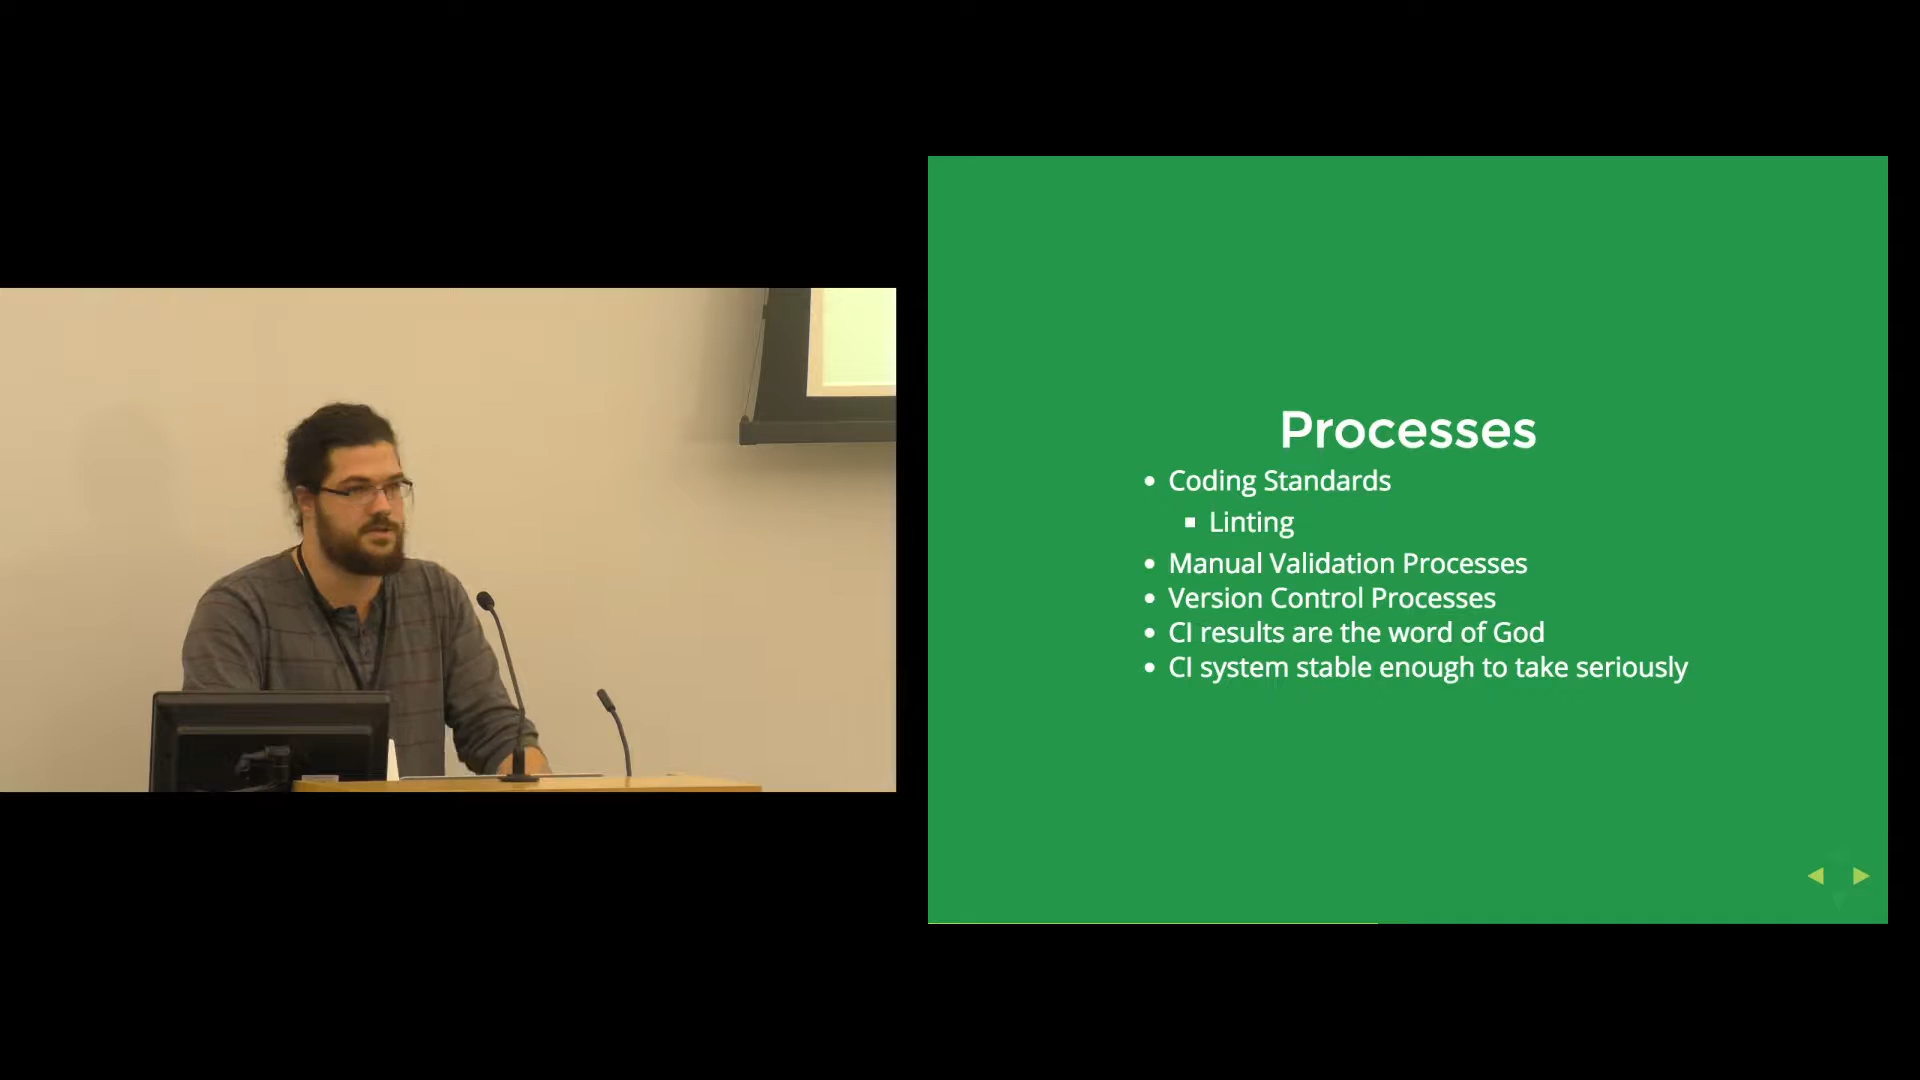 Processes
Coding Standards
Linting
Manual Validation Processes
Version Control Processes
CI results are the word of God
CI system stable enough to take seriously